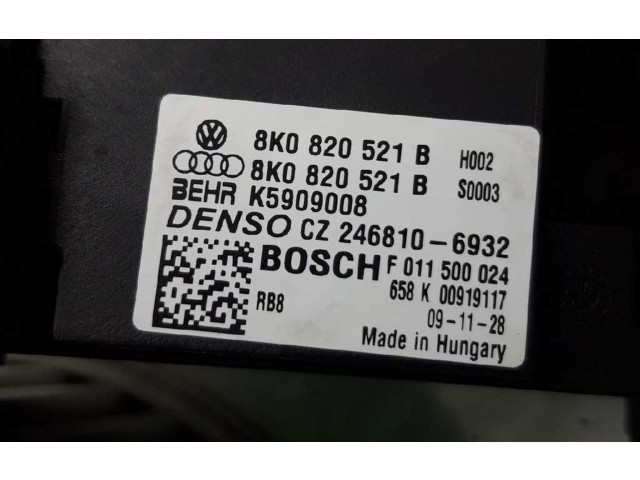 8K0 820 521 B H002
8K0 820 521 B S0003
BEHR K5909008
DENSO CZ 246810-6932
BOSCH F 011 500 024
658 K 00919117
RB8 09-11-28
Made in Hungary